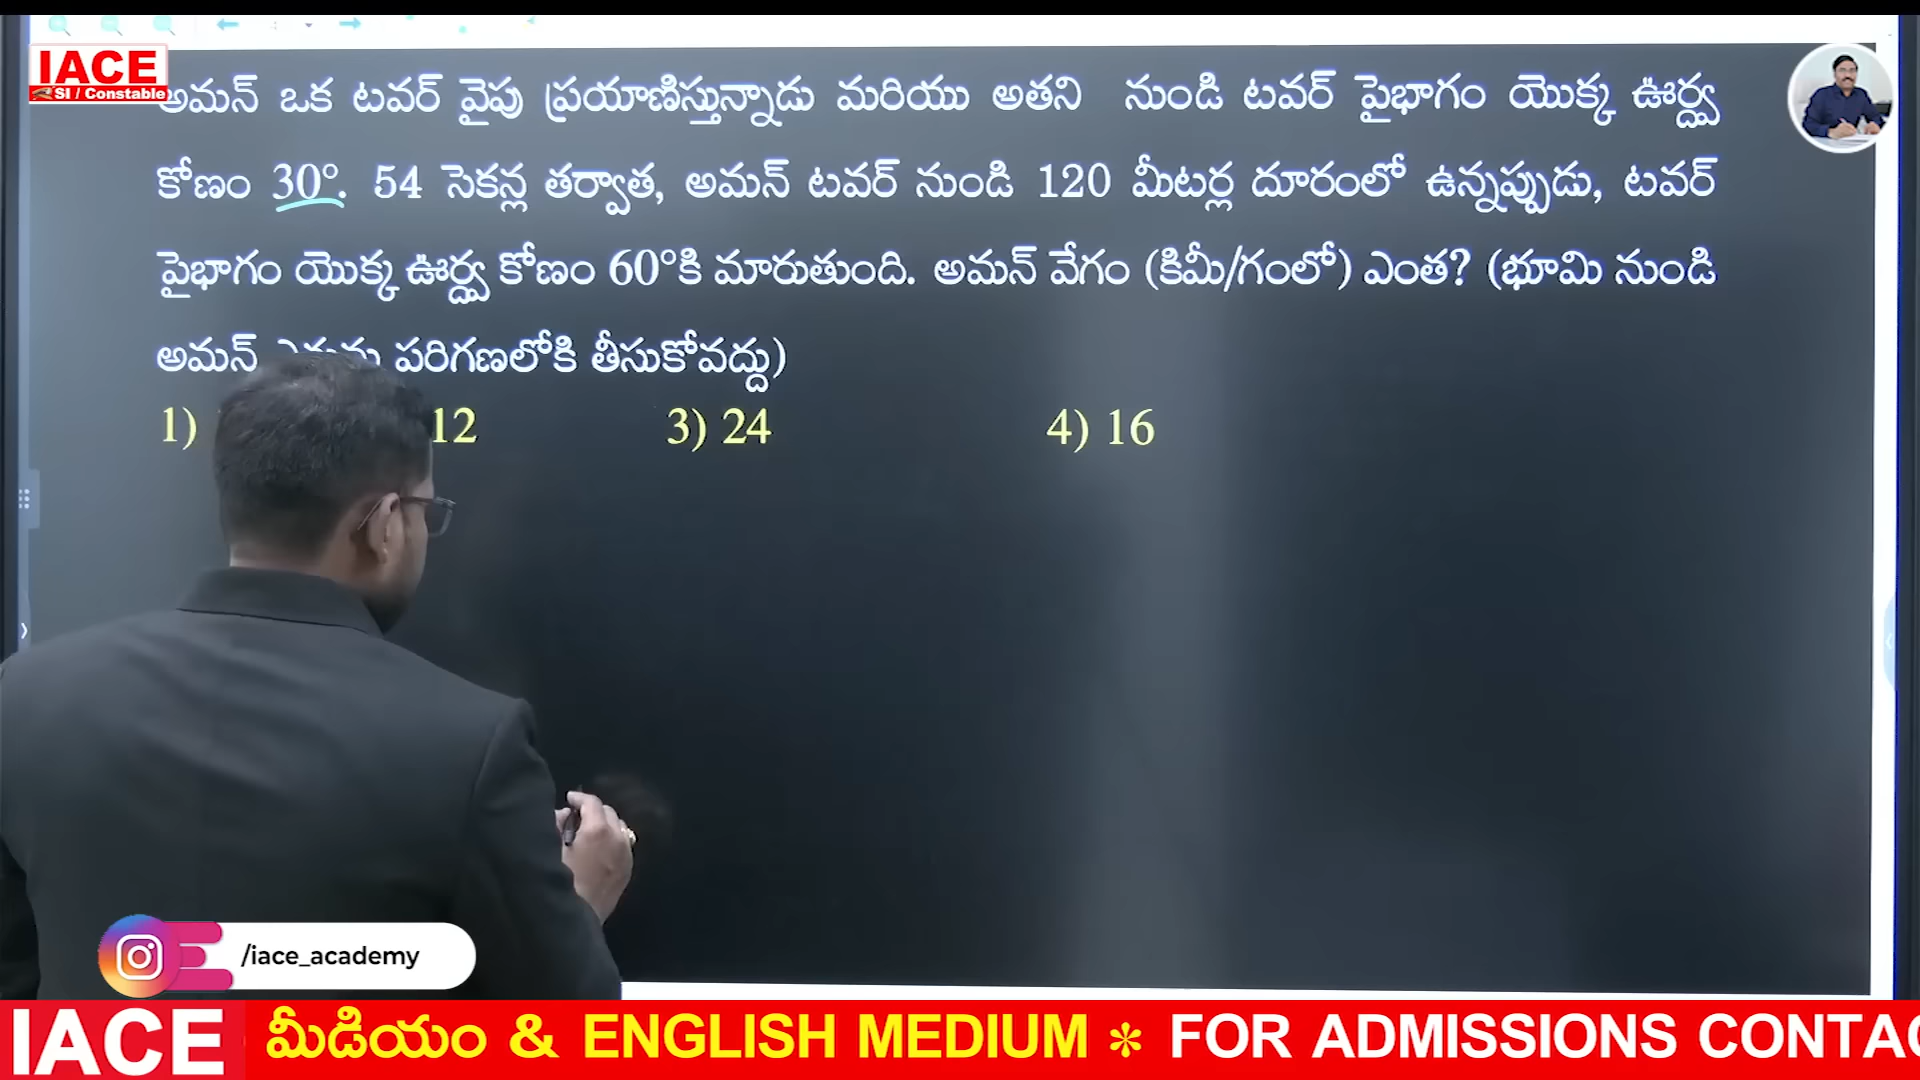 IACE
SI / Constable
అమన్ ఒక టవర్ వైపు ప్రయాణిస్తున్నాడు మరియు అతని నుండి టవర్ పైభాగం యొక్క ఊర్ద్వ
కోణం 30°. 54 సెకన్ల తర్వాత, అమన్ టవర్ నుండి 120 మీటర్ల దూరంలో ఉన్నప్పుడు, టవర్
పైభాగం యొక్క ఊర్ద్వ కోణం 60°కి మారుతుంది. అమన్ వేగం (కిమీ/గంలో) ఎంత? (భూమి నుండి
అమన్ పరిగణలోకి తీసుకోవద్దు)
1) 12 3) 24 4) 16
/iace_academy
IACE మీడియం & ENGLISH MEDIUM * FOR ADMISSIONS